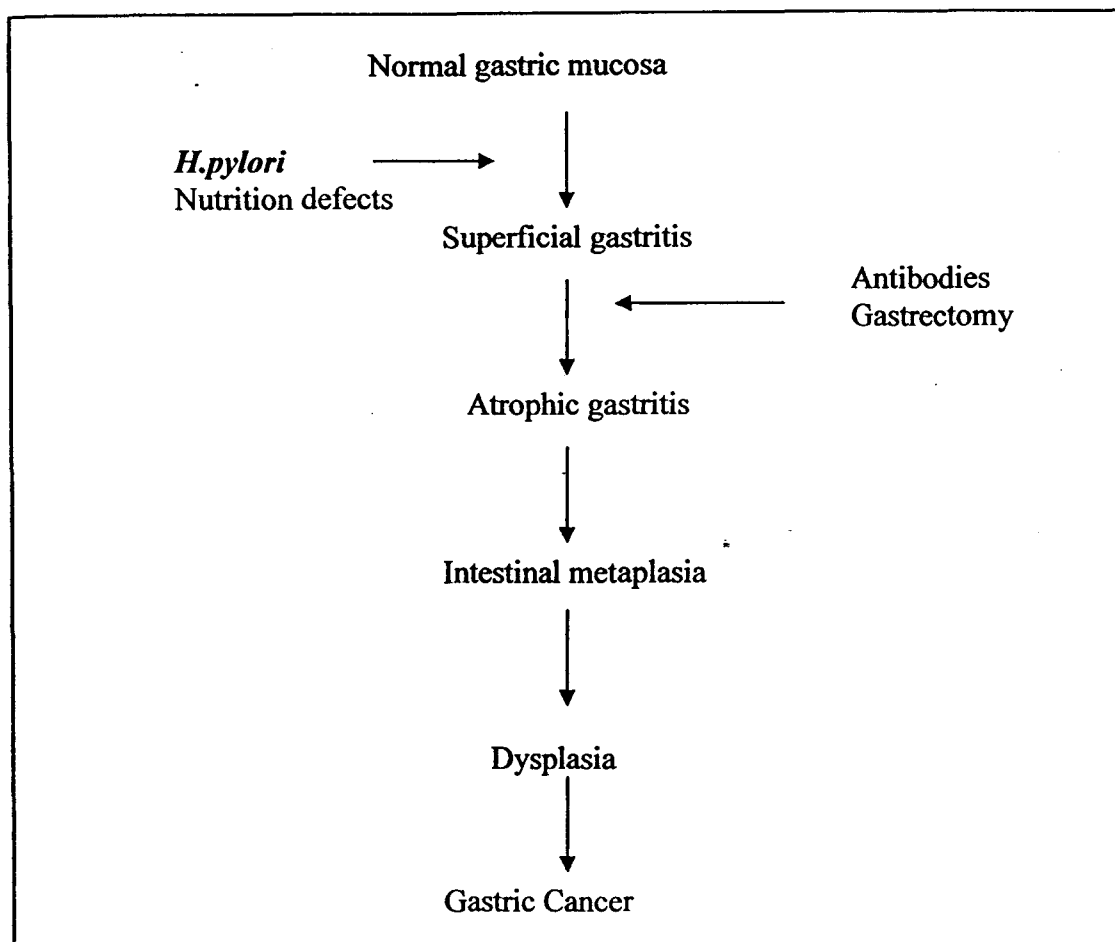 Normal gastric mucosa
H.pylori
Nutrition defects
Superficial gastritis
Antibodies
Gastrectomy
Atrophic gastritis
Intestinal metaplasia
Dysplasia
Gastric Cancer